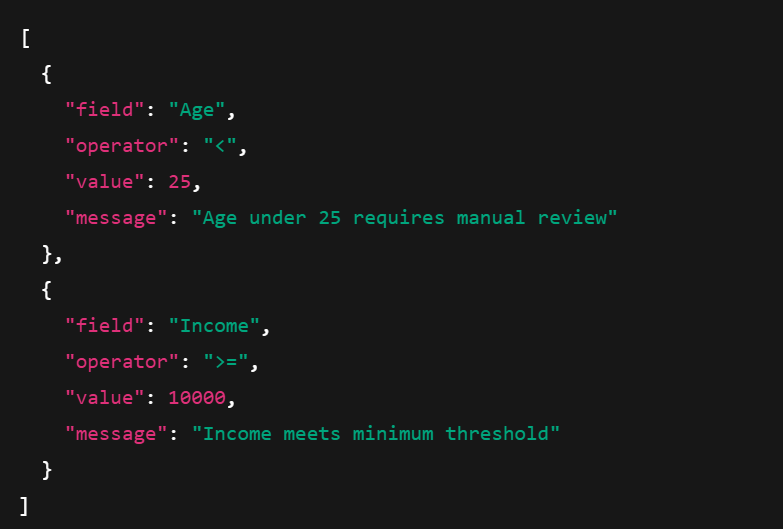 [
  {
    "field": "Age",
    "operator": "<",
    "value": 25,
    "message": "Age under 25 requires manual review"
  },
  {
    "field": "Income",
    "operator": ">=",
    "value": 10000,
    "message": "Income meets minimum threshold"
  }
]